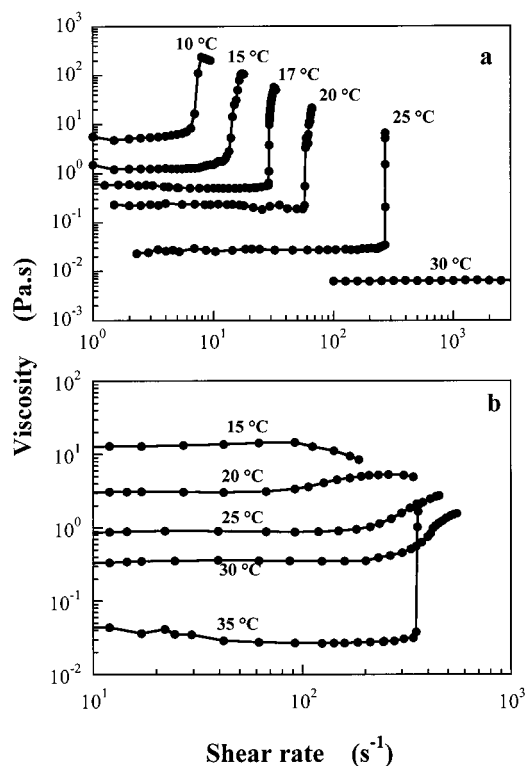 10³
10²
10¹
10⁰
10⁻¹
10⁻²
10⁻³
10 °C
15 °C
17 °C
20 °C
25 °C
30 °C
a
10⁰
10¹
10²
10³
Viscosity (Pa.s)
10²
10¹
10⁰
10⁻¹
10⁻²
b
15 °C
20 °C
25 °C
30 °C
35 °C
10¹
10²
10³
Shear rate (s⁻¹)